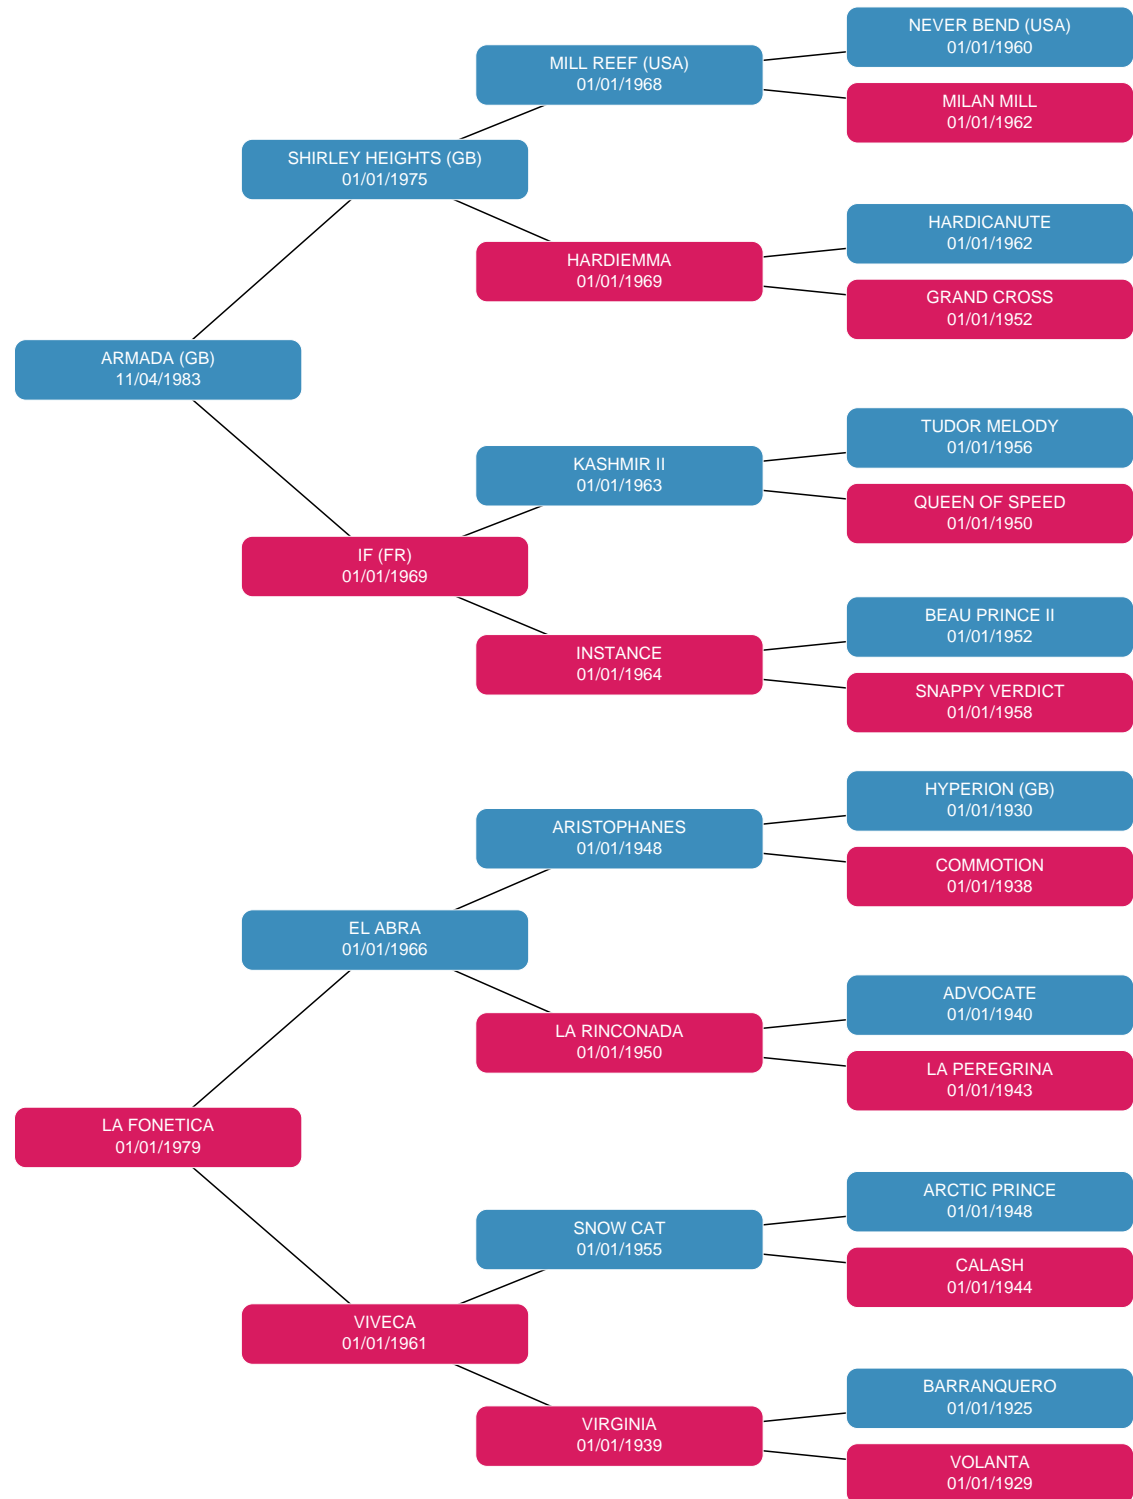 NEVER BEND (USA)
01/01/1960
MILL REEF (USA)
01/01/1968
MILAN MILL
01/01/1962
SHIRLEY HEIGHTS (GB)
01/01/1975
HARDICANUTE
01/01/1962
HARDIEMMA
01/01/1969
GRAND CROSS
01/01/1952
ARMADA (GB)
11/04/1983
TUDOR MELODY
01/01/1956
KASHMIR II
01/01/1963
QUEEN OF SPEED
01/01/1950
IF (FR)
01/01/1969
BEAU PRINCE II
01/01/1952
INSTANCE
01/01/1964
SNAPPY VERDICT
01/01/1958
HYPERION (GB)
01/01/1930
ARISTOPHANES
01/01/1948
COMMOTION
01/01/1938
EL ABRA
01/01/1966
ADVOCATE
01/01/1940
LA RINCONADA
01/01/1950
LA PEREGRINA
01/01/1943
LA FONETICA
01/01/1979
ARCTIC PRINCE
01/01/1948
SNOW CAT
01/01/1955
CALASH
01/01/1944
VIVECA
01/01/1961
BARRANQUERO
01/01/1925
VIRGINIA
01/01/1939
VOLANTA
01/01/1929